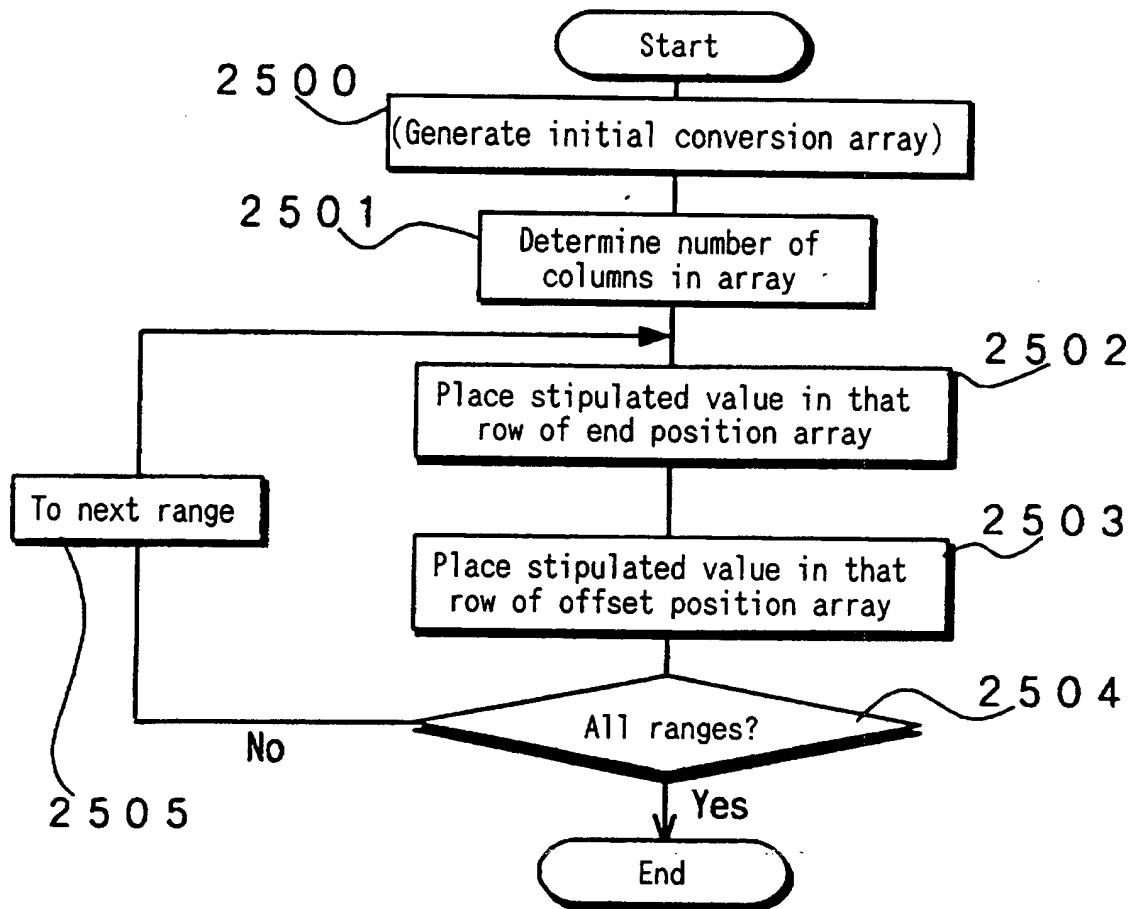 Start
2500
(Generate initial conversion array)
2501
Determine number of
columns in array
2502
Place stipulated value in that
row of end position array
To next range
2503
Place stipulated value in that
row of offset position array
2504
All ranges?
No
2505
Yes
End